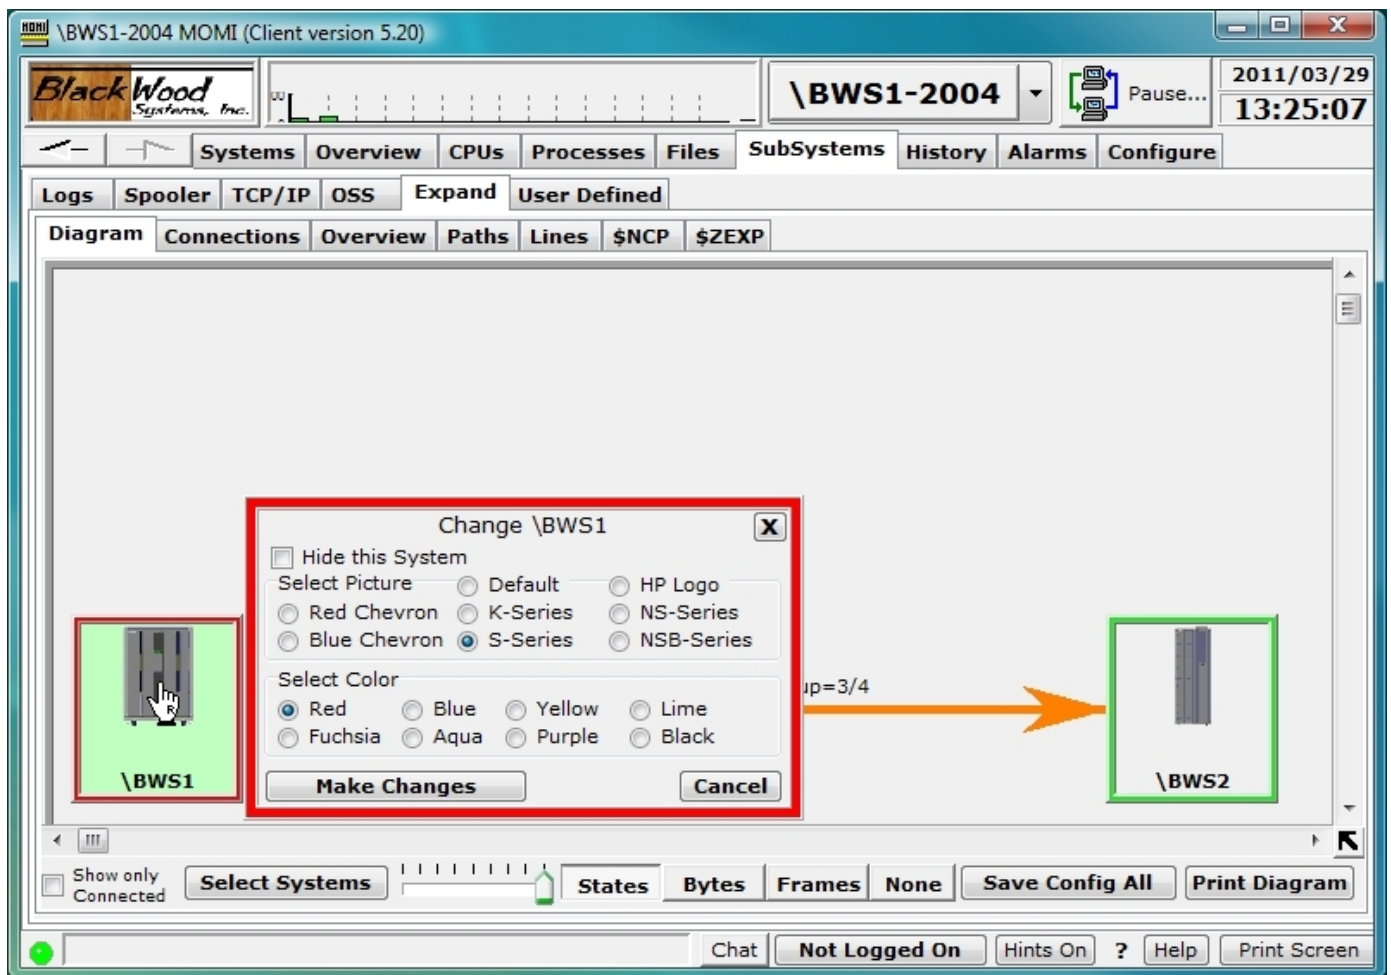 MOMI \BWS1-2004 MOMI (Client version 5.20)
BlackWood Systems, Inc.
\BWS1-2004
Pause...
2011/03/29
13:25:07
Systems Overview CPUs Processes Files SubSystems History Alarms Configure
Logs Spooler TCP/IP OSS Expand User Defined
Diagram Connections Overview Paths Lines $NCP $ZEXP
Change \BWS1 X
Hide this System
Select Picture Default HP Logo
Red Chevron K-Series NS-Series
Blue Chevron S-Series NSB-Series
Select Color
Red Blue Yellow Lime
Fuchsia Aqua Purple Black
Make Changes Cancel
R
\BWS1
up=3/4
\BWS2
Show only
Connected
Select Systems States Bytes Frames None Save Config All Print Diagram
Chat Not Logged On Hints On ? Help Print Screen